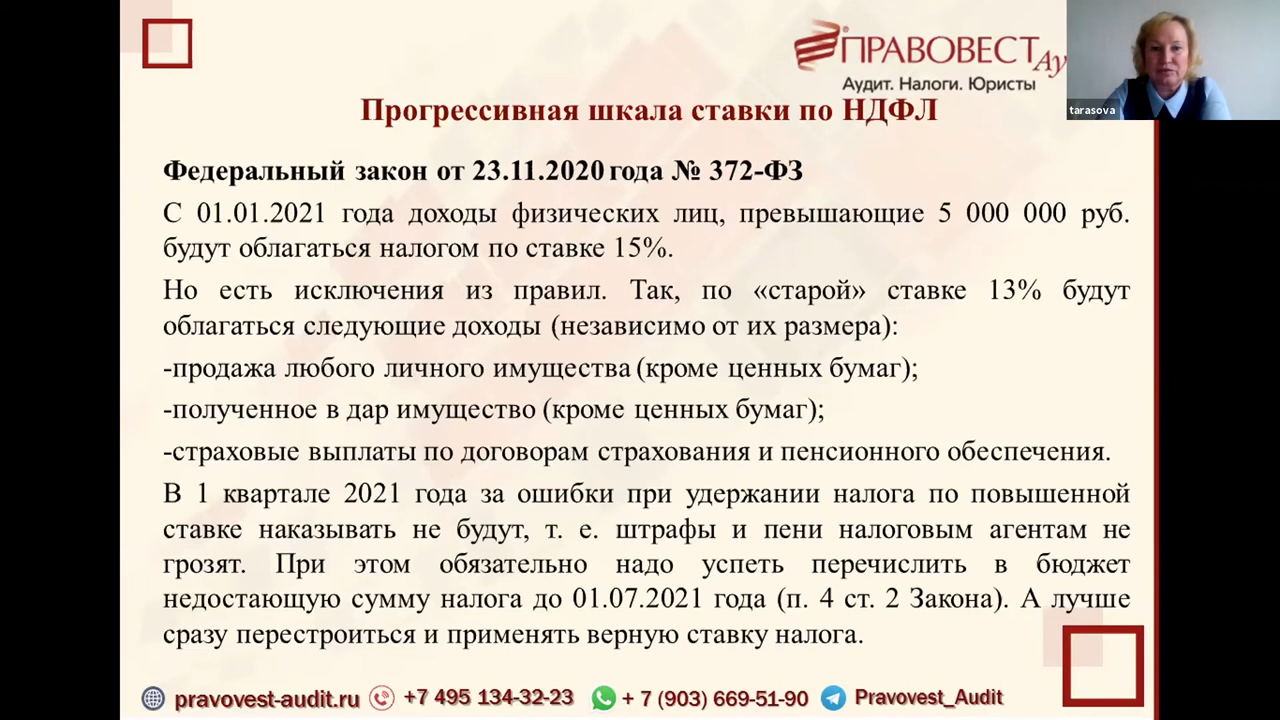 ПРАВОВЕСТ Ау
Аудит. Налоги. Юристы
tarasova
Прогрессивная шкала ставки по НДФЛ
Федеральный закон от 23.11.2020 года № 372-ФЗ
С 01.01.2021 года доходы физических лиц, превышающие 5 000 000 руб.
будут облагаться налогом по ставке 15%.
Но есть исключения из правил. Так, по «старой» ставке 13% будут
облагаться следующие доходы (независимо от их размера):
-продажа любого личного имущества (кроме ценных бумаг);
-полученное в дар имущество (кроме ценных бумаг);
-страховые выплаты по договорам страхования и пенсионного обеспечения.
В 1 квартале 2021 года за ошибки при удержании налога по повышенной
ставке наказывать не будут, т. е. штрафы и пени налоговым агентам не
грозят. При этом обязательно надо успеть перечислить в бюджет
недостающую сумму налога до 01.07.2021 года (п. 4 ст. 2 Закона). А лучше
сразу перестроиться и применять верную ставку налога.
pravovest-audit.ru +7 495 134-32-23 + 7 (903) 669-51-90 Pravovest_Audit